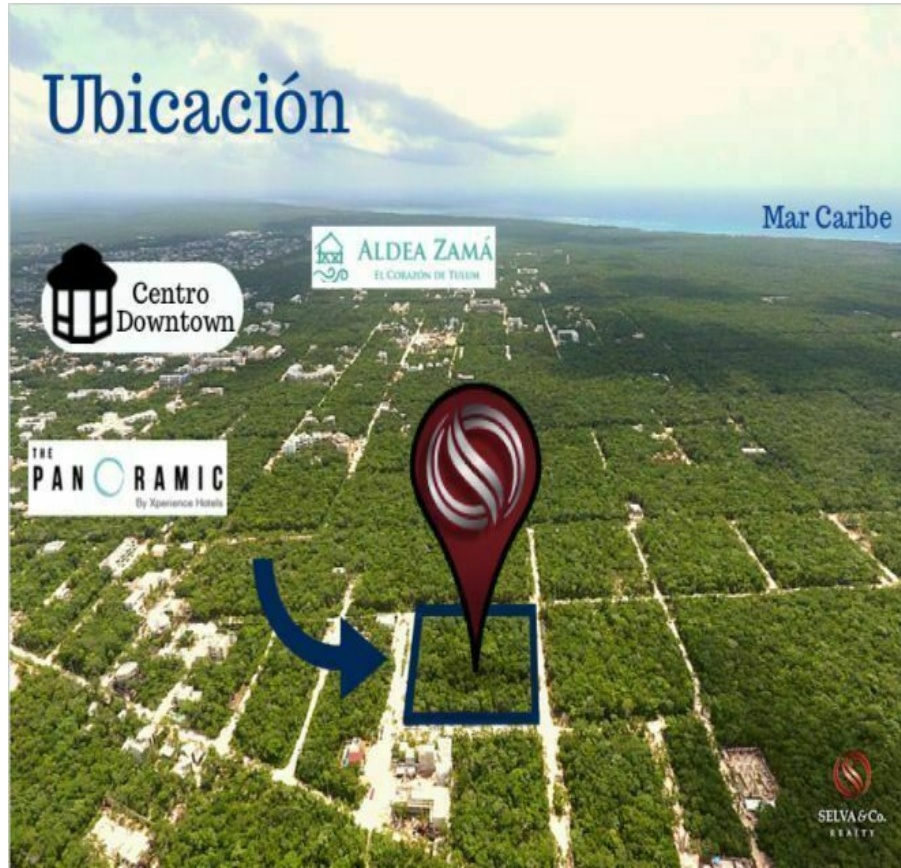 Ubicación
Mar Caribe
ALDEA ZAMÁ
EL CORAZÓN DE TULUM
Centro
Downtown
THE
PANORAMIC
By Xperience Hotels
SELVA & Co.
REALTY